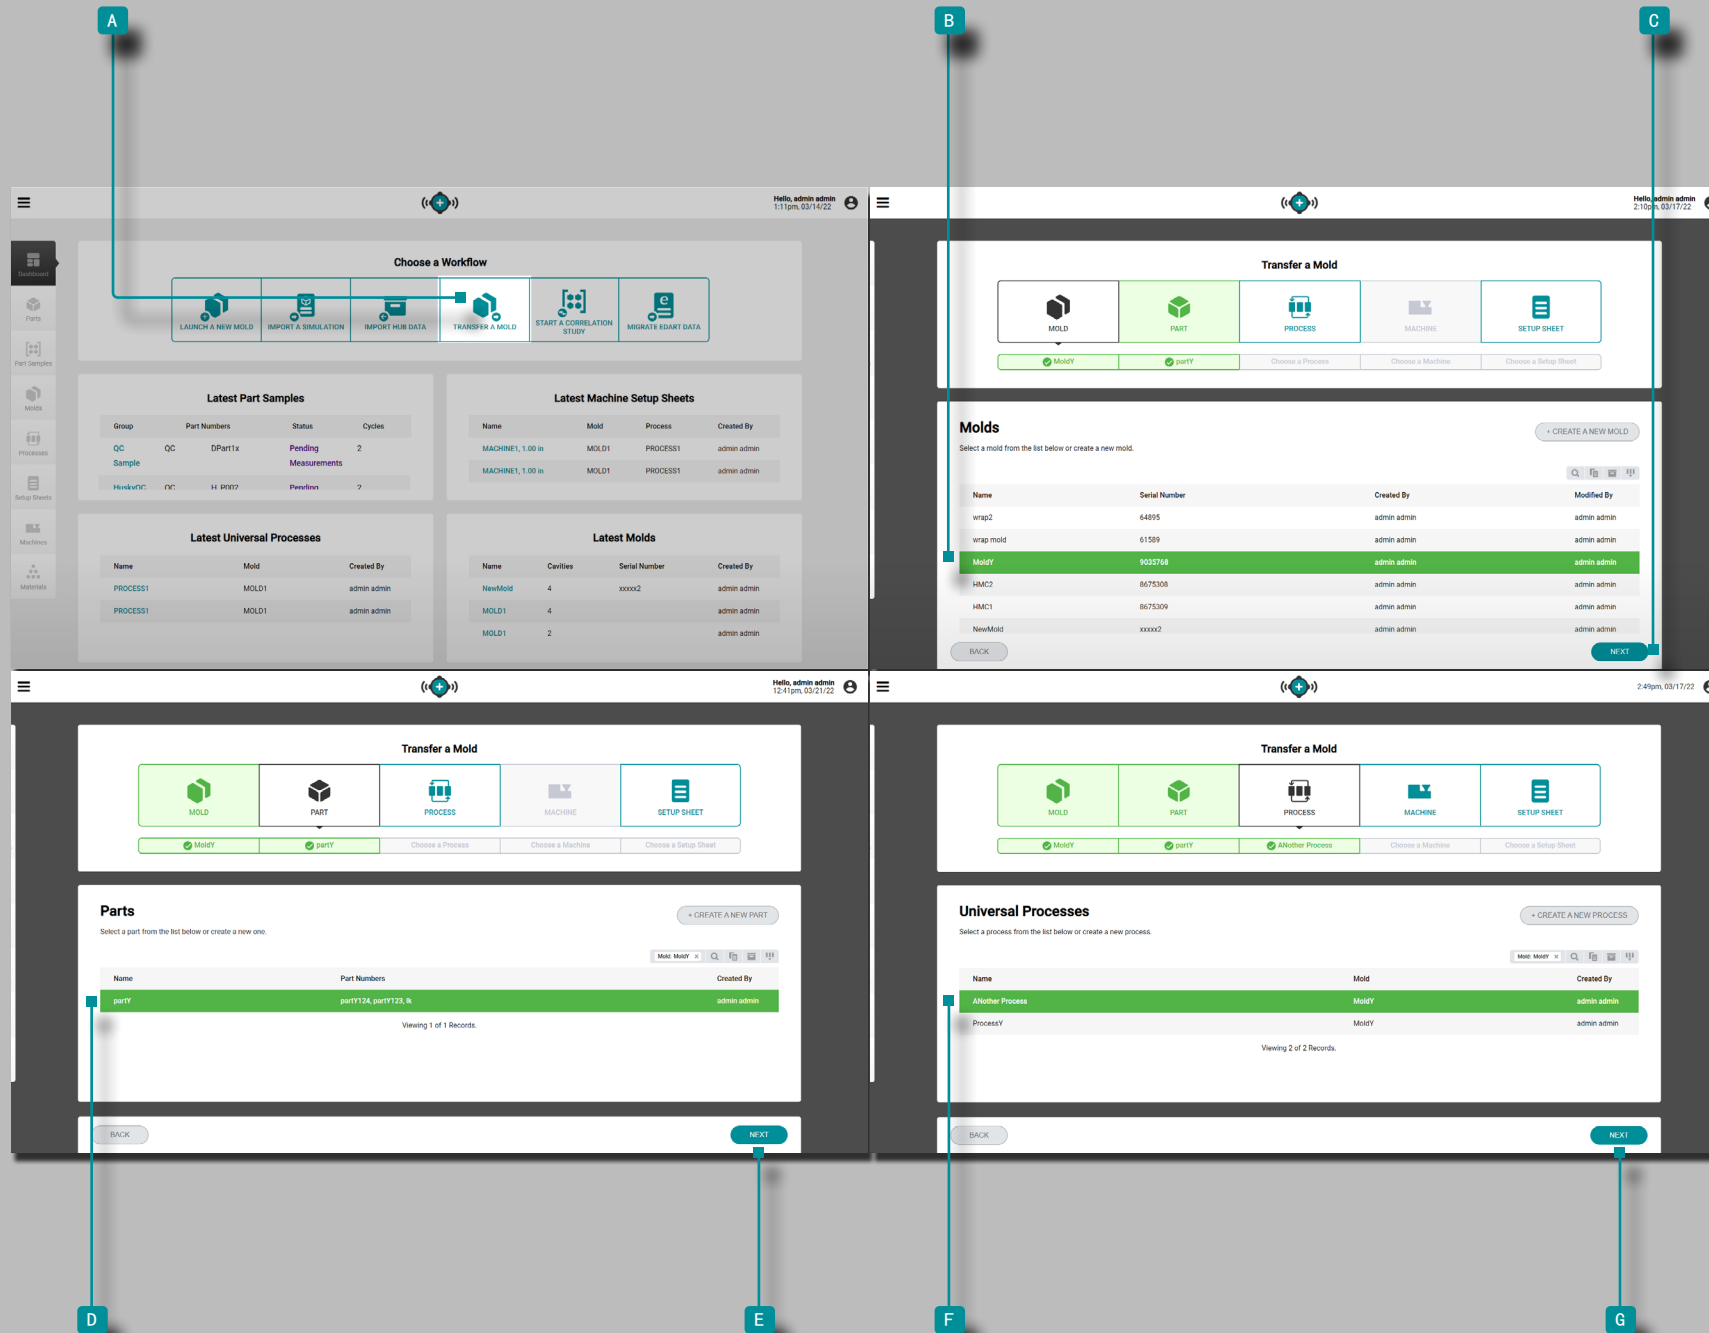 A
B
C
Hello, admin admin
1:11pm, 03/14/22
Dashboard
Parts
Part Samples
Molds
Processes
Setup Sheets
Machines
Materials
Choose a Workflow
LAUNCH A NEW MOLD
IMPORT A SIMULATION
IMPORT HUB DATA
TRANSFER A MOLD
START A CORRELATION
STUDY
MIGRATE EDART DATA
Latest Part Samples
Group Part Numbers Status Cycles
QC Sample QC DPart1x Pending Measurements 2
HuskyQC QC H_P002 Pending 2
Latest Machine Setup Sheets
Name Mold Process Created By
MACHINE1, 1.00 in MOLD1 PROCESS1 admin admin
MACHINE1, 1.00 in MOLD1 PROCESS1 admin admin
Latest Universal Processes
Name Mold Created By
PROCESS1 MOLD1 admin admin
PROCESS1 MOLD1 admin admin
Latest Molds
Name Cavities Serial Number Created By
NewMold 4 xxxxx2 admin admin
MOLD1 4 admin admin
MOLD1 2 admin admin
Hello, admin admin
2:10pm, 03/17/22
Transfer a Mold
MOLD PART PROCESS MACHINE SETUP SHEET
MoldY partY Choose a Process Choose a Machine Choose a Setup Sheet
Molds
+ CREATE A NEW MOLD
Select a mold from the list below or create a new mold.
Name Serial Number Created By Modified By
wrap2 64895 admin admin admin admin
wrap mold 61589 admin admin admin admin
MoldY 9035768 admin admin admin admin
HMC2 8675308 admin admin admin admin
HMC1 8675309 admin admin admin admin
NewMold xxxxx2 admin admin admin admin
BACK NEXT
Hello, admin admin
12:41pm, 03/21/22
Transfer a Mold
MOLD PART PROCESS MACHINE SETUP SHEET
MoldY partY Choose a Process Choose a Machine Choose a Setup Sheet
Parts
+ CREATE A NEW PART
Select a part from the list below or create a new one.
Mold: MoldY ×
Name Part Numbers Created By
partY partY124, partY123, lk admin admin
Viewing 1 of 1 Records.
BACK NEXT
2:49pm, 03/17/22
Transfer a Mold
MOLD PART PROCESS MACHINE SETUP SHEET
MoldY partY ANother Process Choose a Machine Choose a Setup Sheet
Universal Processes
+ CREATE A NEW PROCESS
Select a process from the list below or create a new process.
Mold: MoldY ×
Name Mold Created By
ANother Process MoldY admin admin
ProcessY MoldY admin admin
Viewing 2 of 2 Records.
BACK NEXT
D
E
F
G